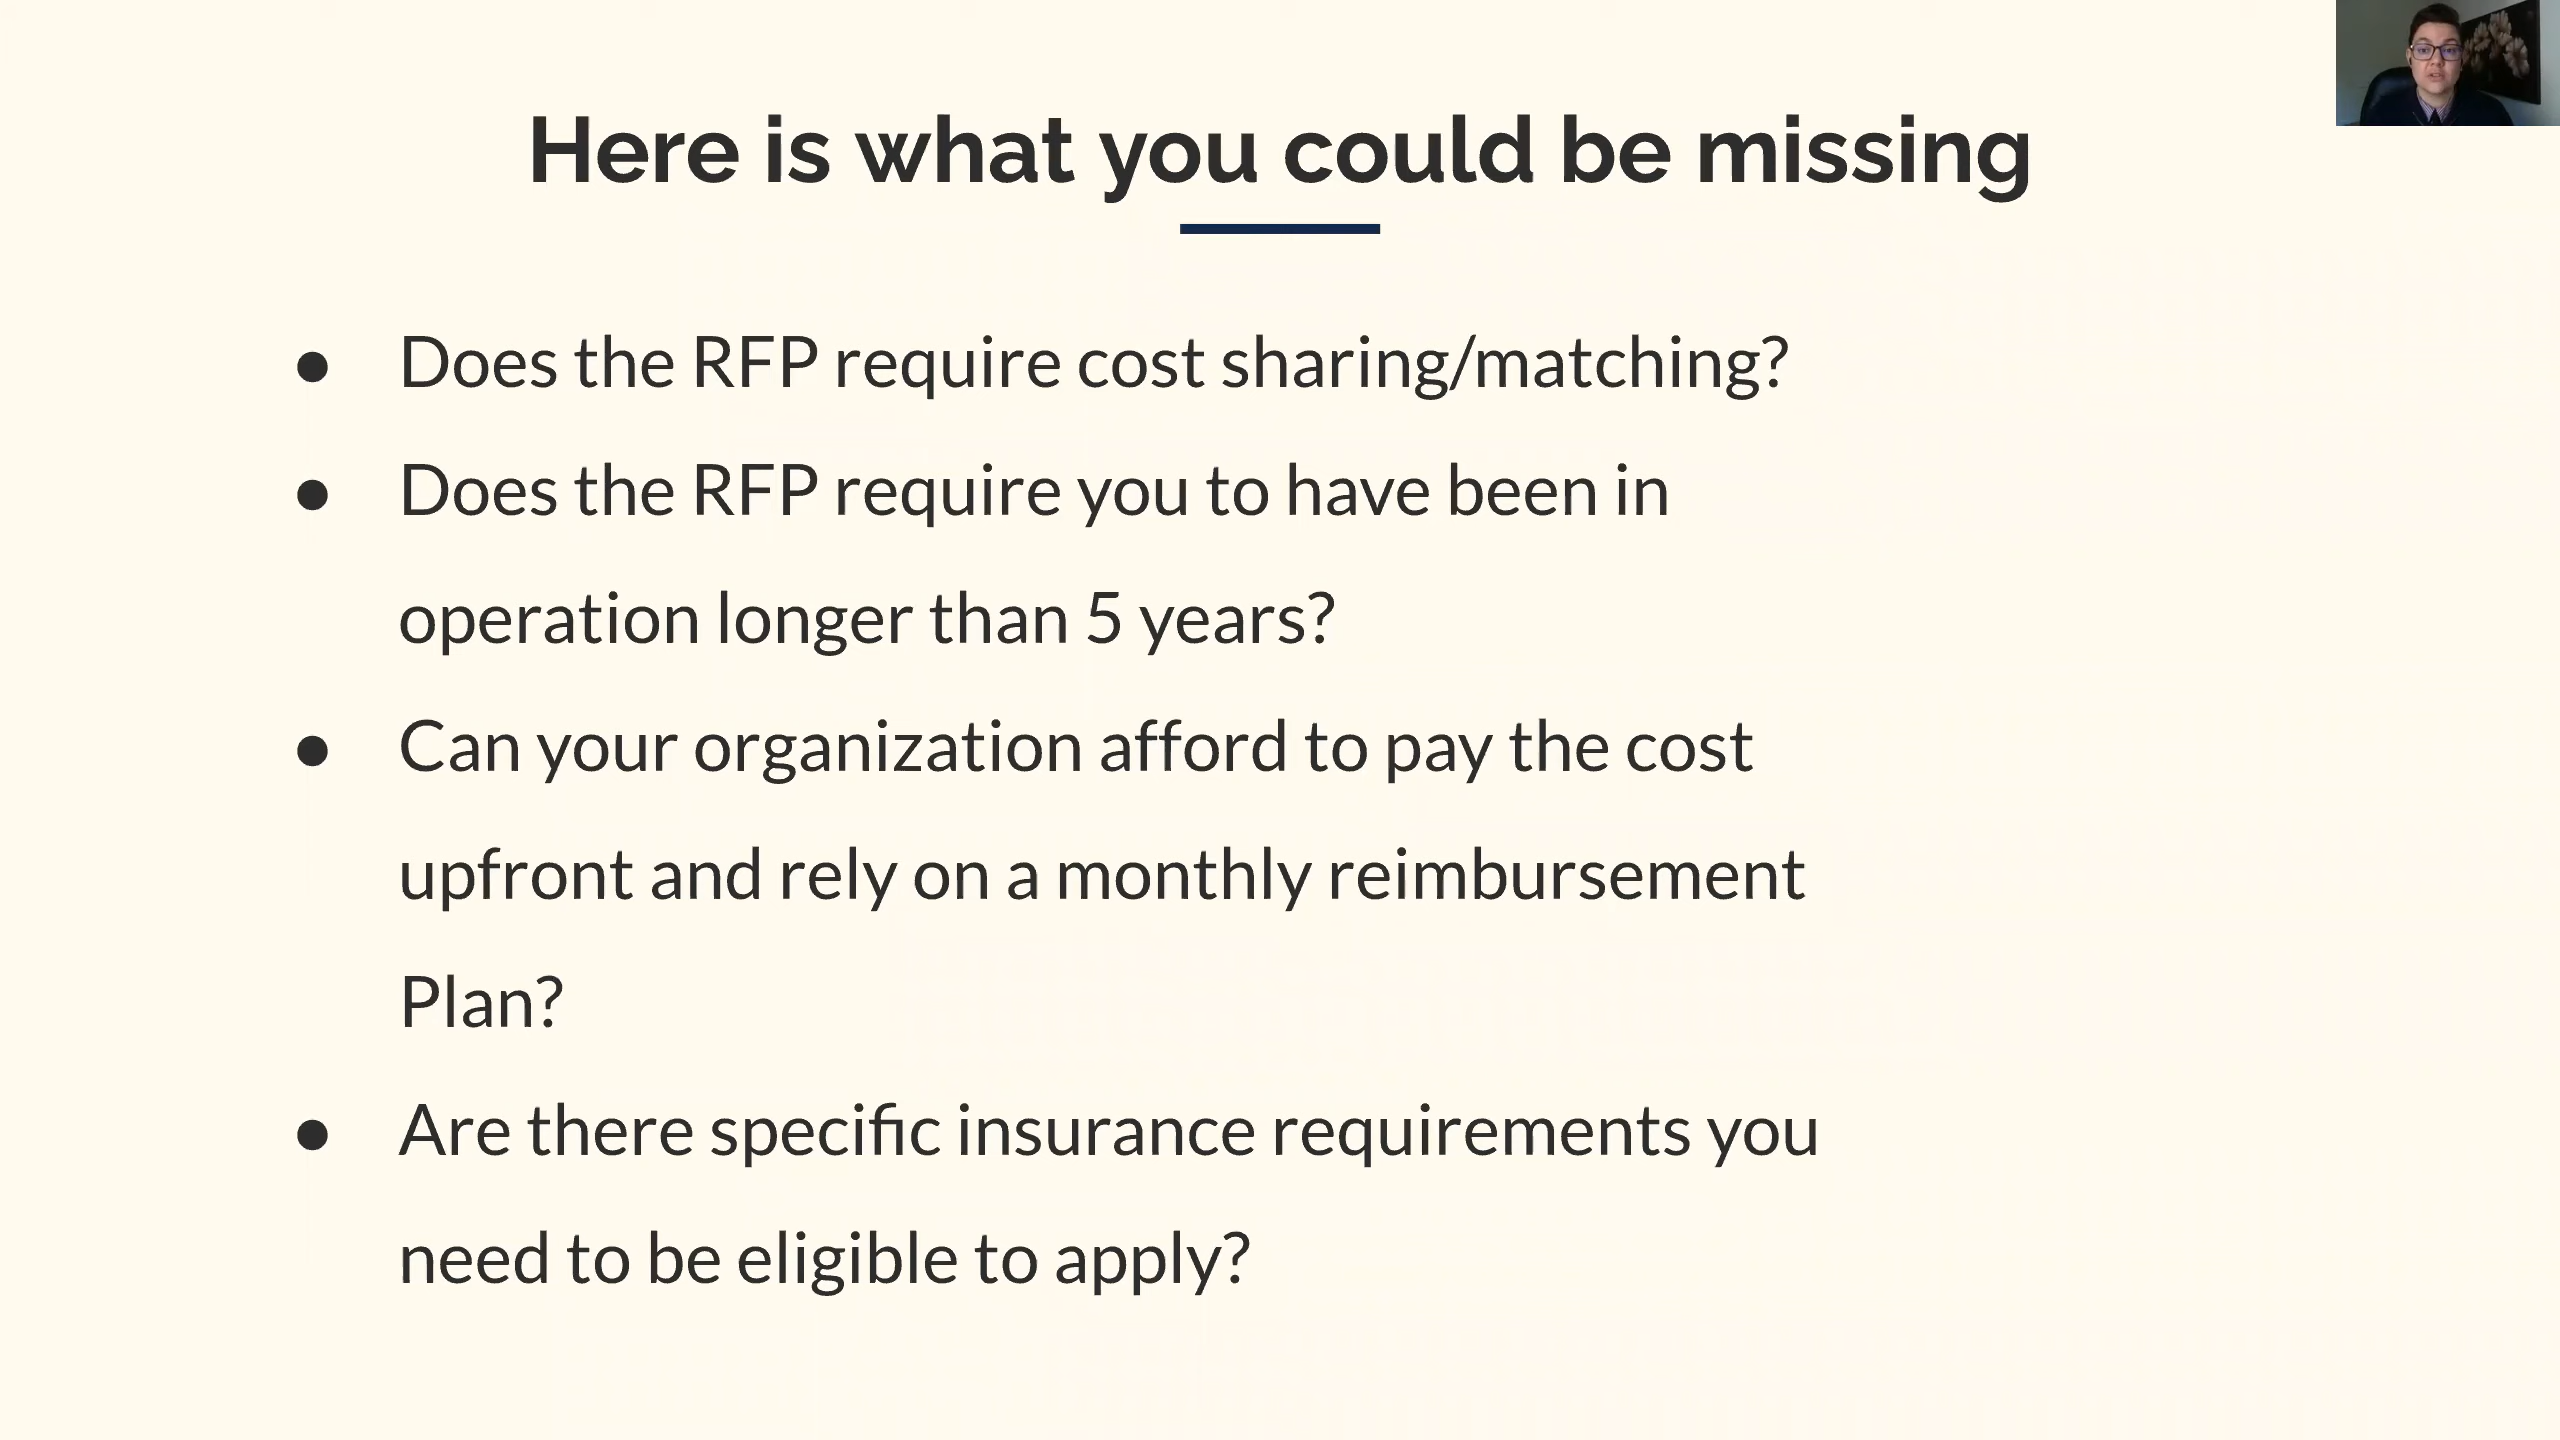 Here is what you could be missing
● Does the RFP require cost sharing/matching?
● Does the RFP require you to have been in
operation longer than 5 years?
● Can your organization afford to pay the cost
upfront and rely on a monthly reimbursement
Plan?
● Are there specific insurance requirements you
need to be eligible to apply?